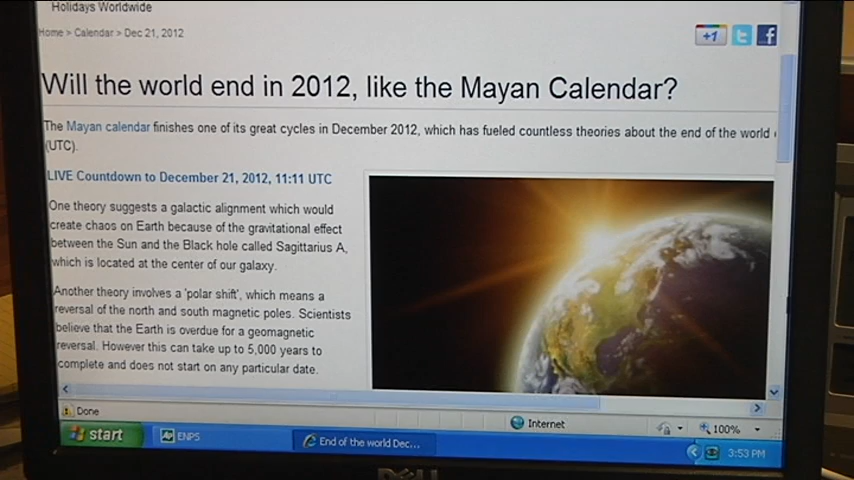 Holidays Worldwide
Home > Calendar > Dec 21, 2012
+1
Will the world end in 2012, like the Mayan Calendar?
The Mayan calendar finishes one of its great cycles in December 2012, which has fueled countless theories about the end of the world
(UTC).
LIVE Countdown to December 21, 2012, 11:11 UTC
One theory suggests a galactic alignment which would
create chaos on Earth because of the gravitational effect
between the Sun and the Black hole called Sagittarius A,
which is located at the center of our galaxy.
Another theory involves a 'polar shift', which means a
reversal of the north and south magnetic poles. Scientists
believe that the Earth is overdue for a geomagnetic
reversal. However this can take up to 5,000 years to
complete and does not start on any particular date.
Done
Internet
100%
start
ENPS
End of the world Dec...
3:53 PM
DELL